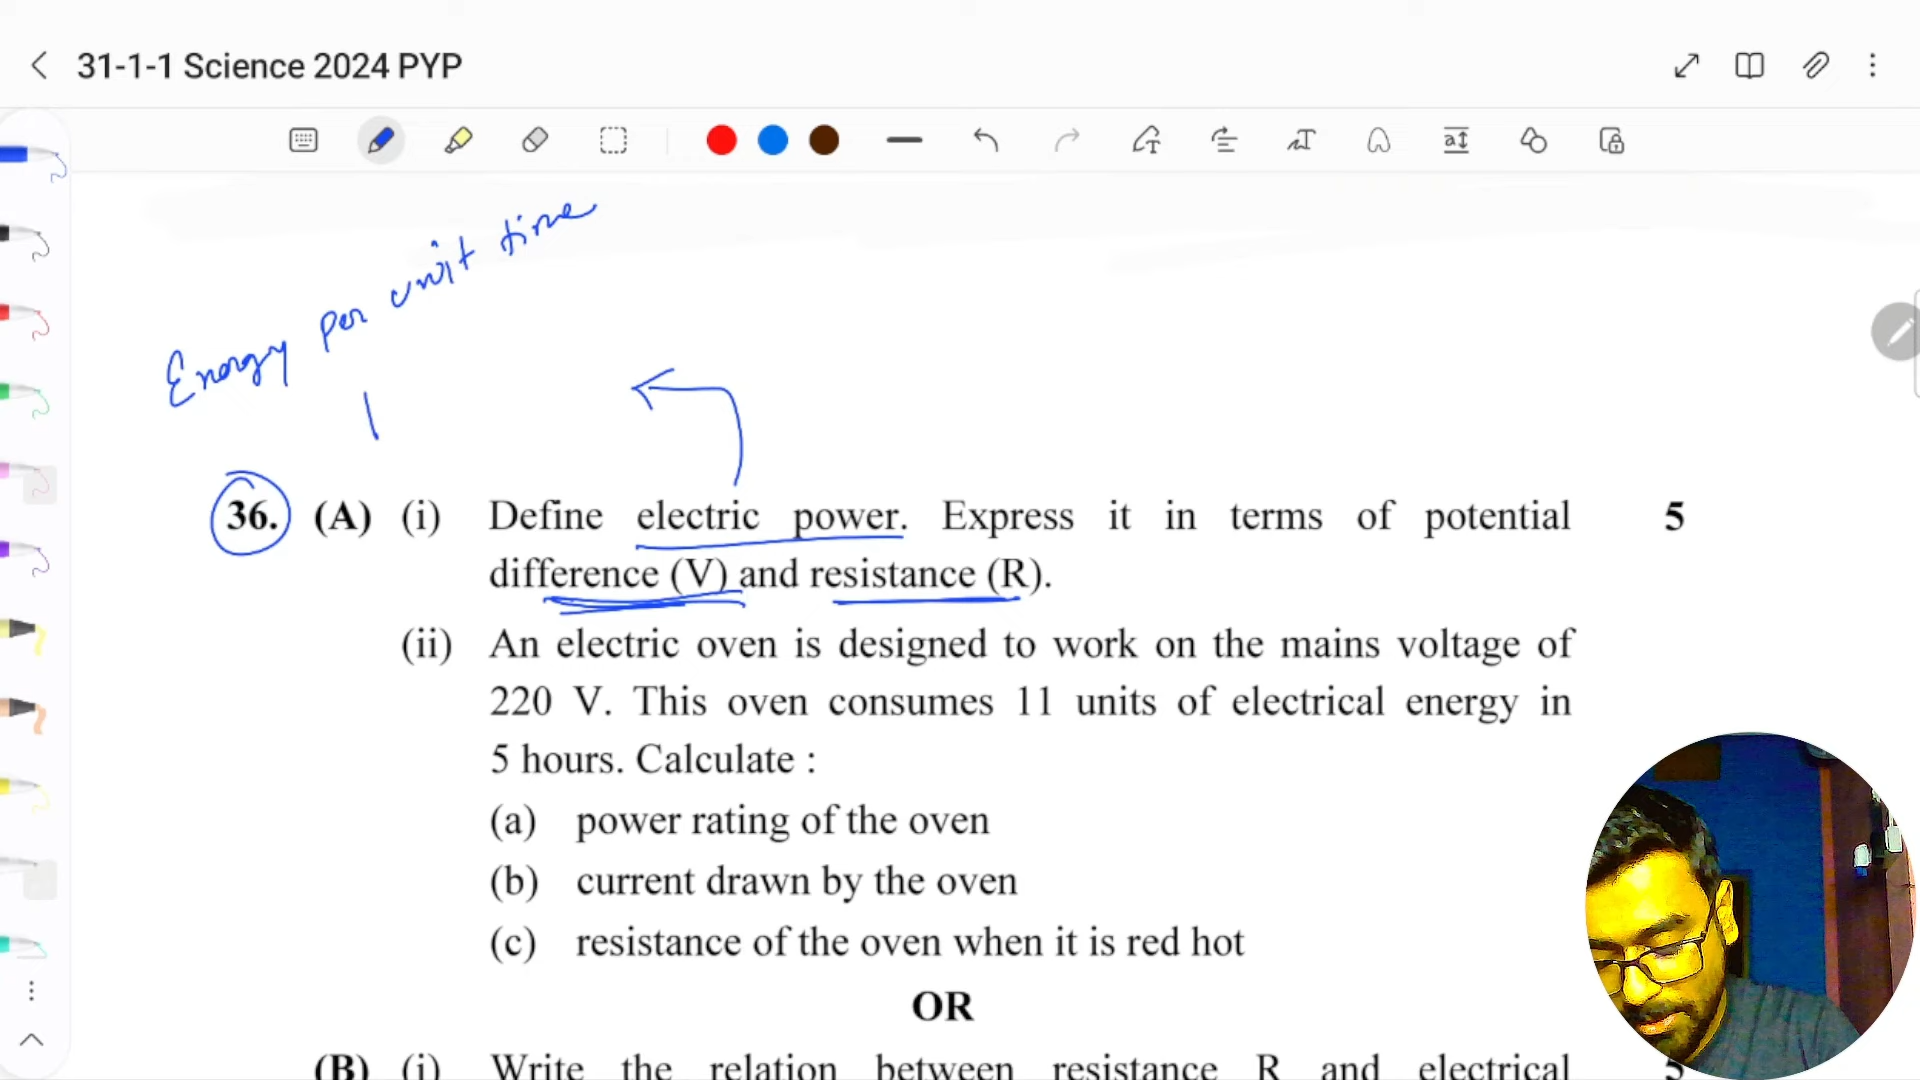 31-1-1 Science 2024 PYP
Energy per unit time
36. (A) (i) Define electric power. Express it in terms of potential 5
difference (V) and resistance (R).
(ii) An electric oven is designed to work on the mains voltage of
220 V. This oven consumes 11 units of electrical energy in
5 hours. Calculate :
(a) power rating of the oven
(b) current drawn by the oven
(c) resistance of the oven when it is red hot
OR
(B) (i) Write the relation between resistance R and electrical 5